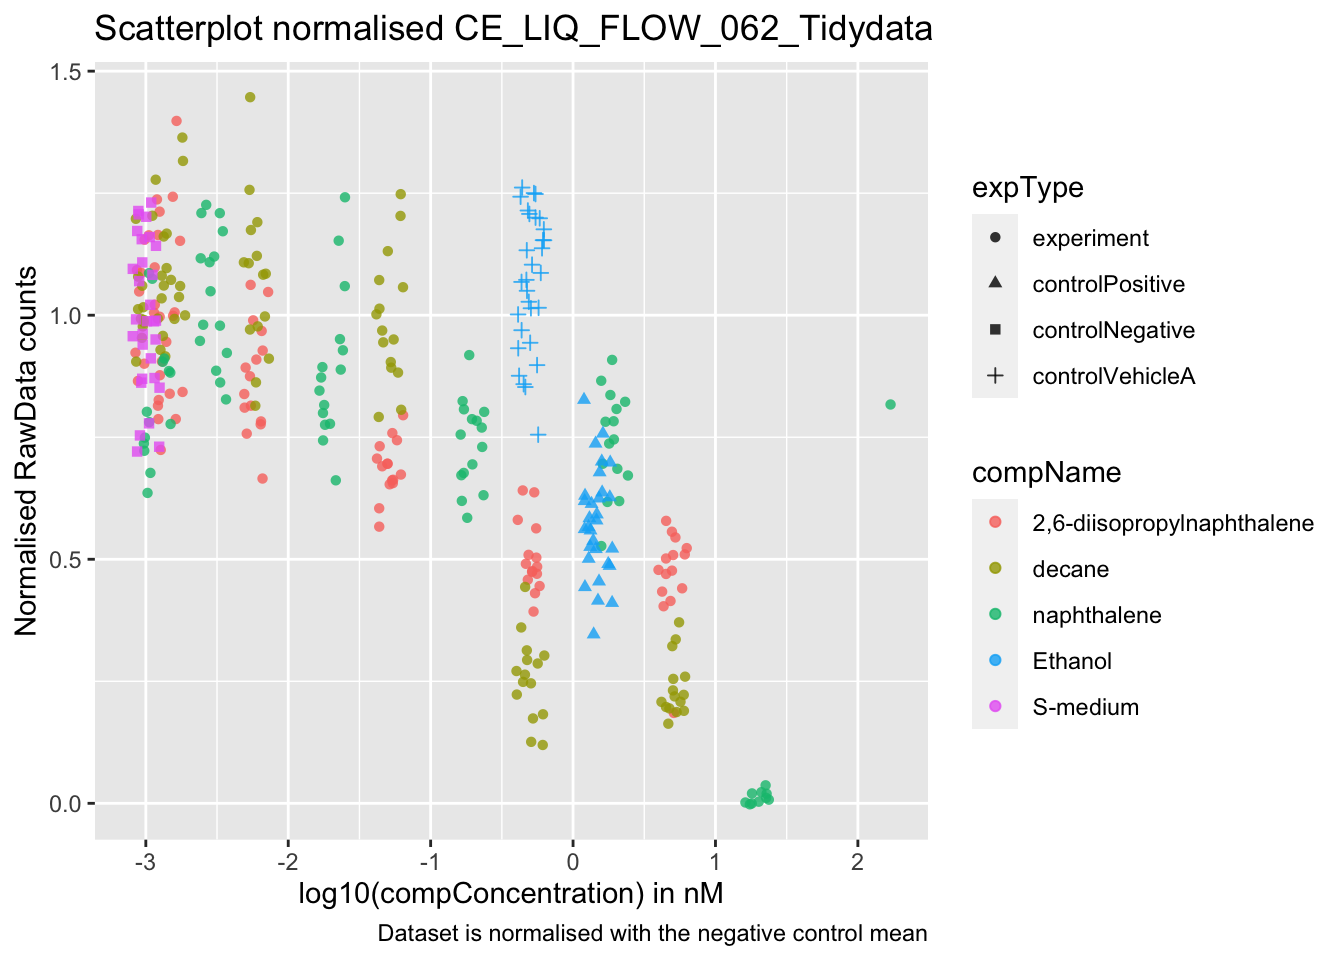 Scatterplot normalised CE_LIQ_FLOW_062_Tidydata
Normalised RawData counts
1.5
1.0
0.5
0.0
-3 -2 -1 0 1 2
log10(compConcentration) in nM
Dataset is normalised with the negative control mean
expType
experiment
controlPositive
controlNegative
controlVehicleA
compName
2,6-diisopropylnaphthalene
decane
naphthalene
Ethanol
S-medium